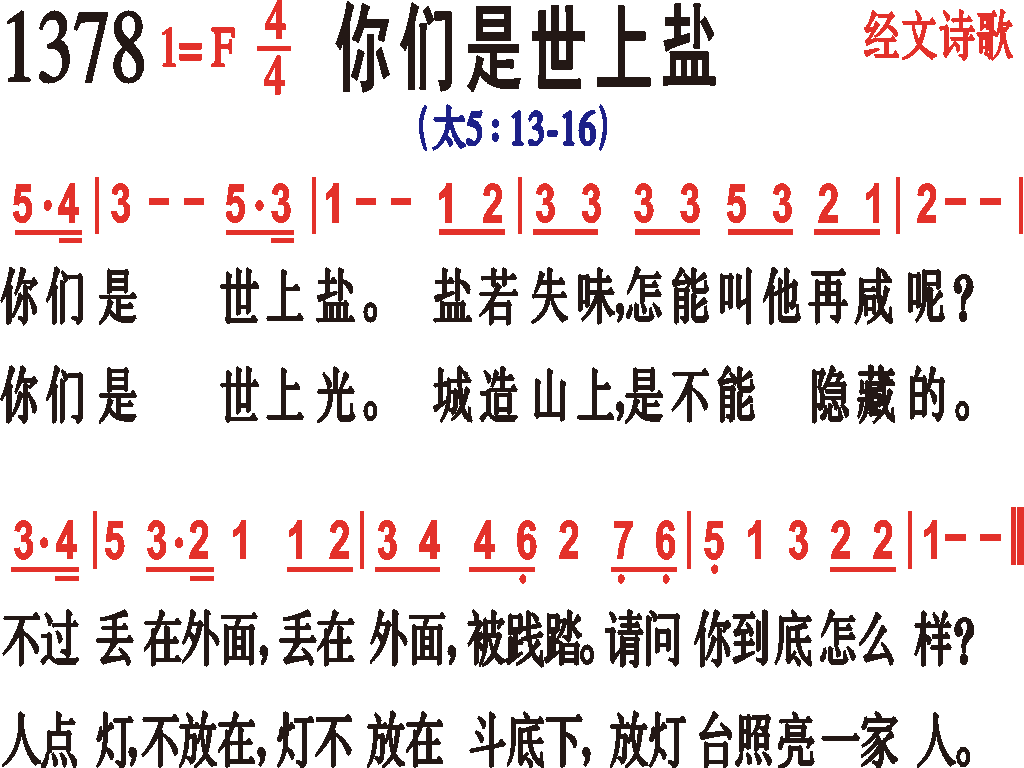 1378 1=F 4/4 你们是世上盐 经文诗歌
(太5:13-16)
5·4|3 - - 5·3|1 - - 1 2|3 3 3 3 5 3 2 1|2 - - |
你们是 世上盐。 盐若失味,怎能叫他再咸呢?
你们是 世上光。 城造山上,是不能 隐藏的。
3·4|5 3·2 1 1 2|3 4 4 6̣ 2 7̣ 6̣|5̣ 1 3 2 2|1 - - ‖
不过丢在外面,丢在外面,被践踏。请问你到底怎么样?
人点灯,不放在,灯不放在斗底下,放灯台照亮一家人。